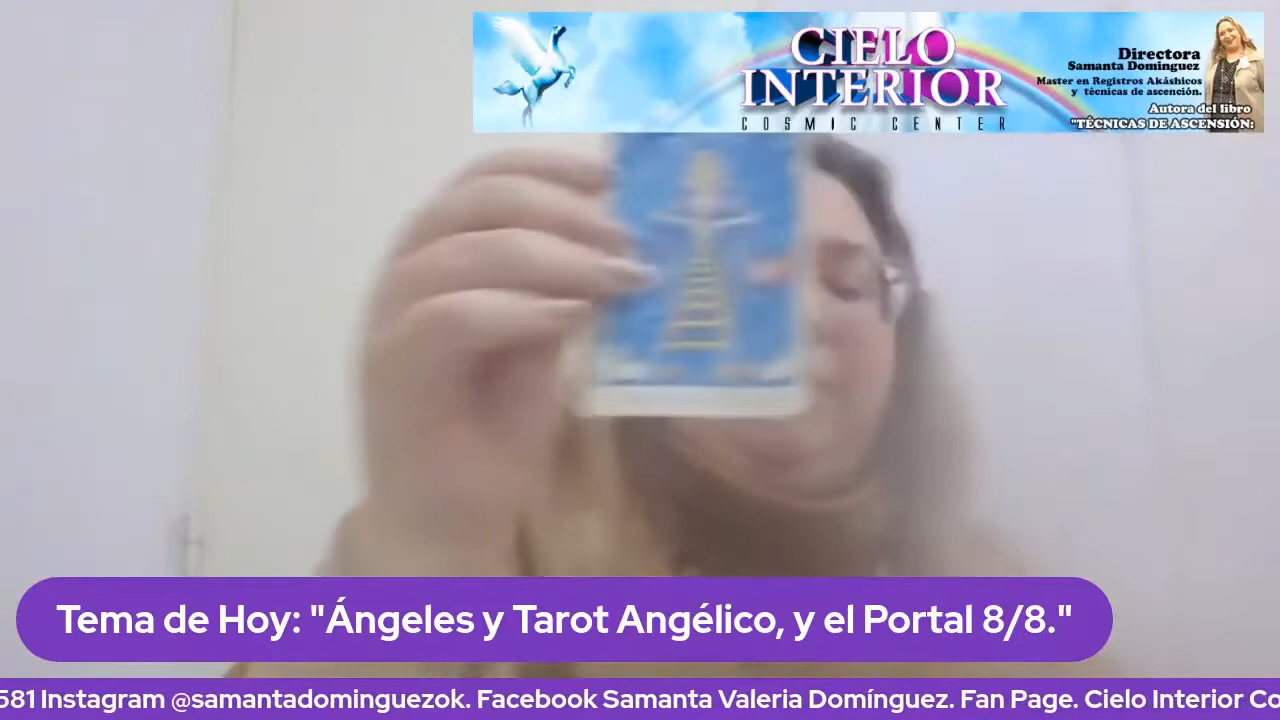 CIELO
INTERIOR
COSMIC CENTER
Directora
Samanta Dominguez
Master en Registros Akáshicos
y técnicas de ascención.
Autora del libro
"TÉCNICAS DE ASCENSIÓN:
Tema de Hoy: "Ángeles y Tarot Angélico, y el Portal 8/8."
581 Instagram @samantadominguezok. Facebook Samanta Valeria Domínguez. Fan Page. Cielo Interior Co